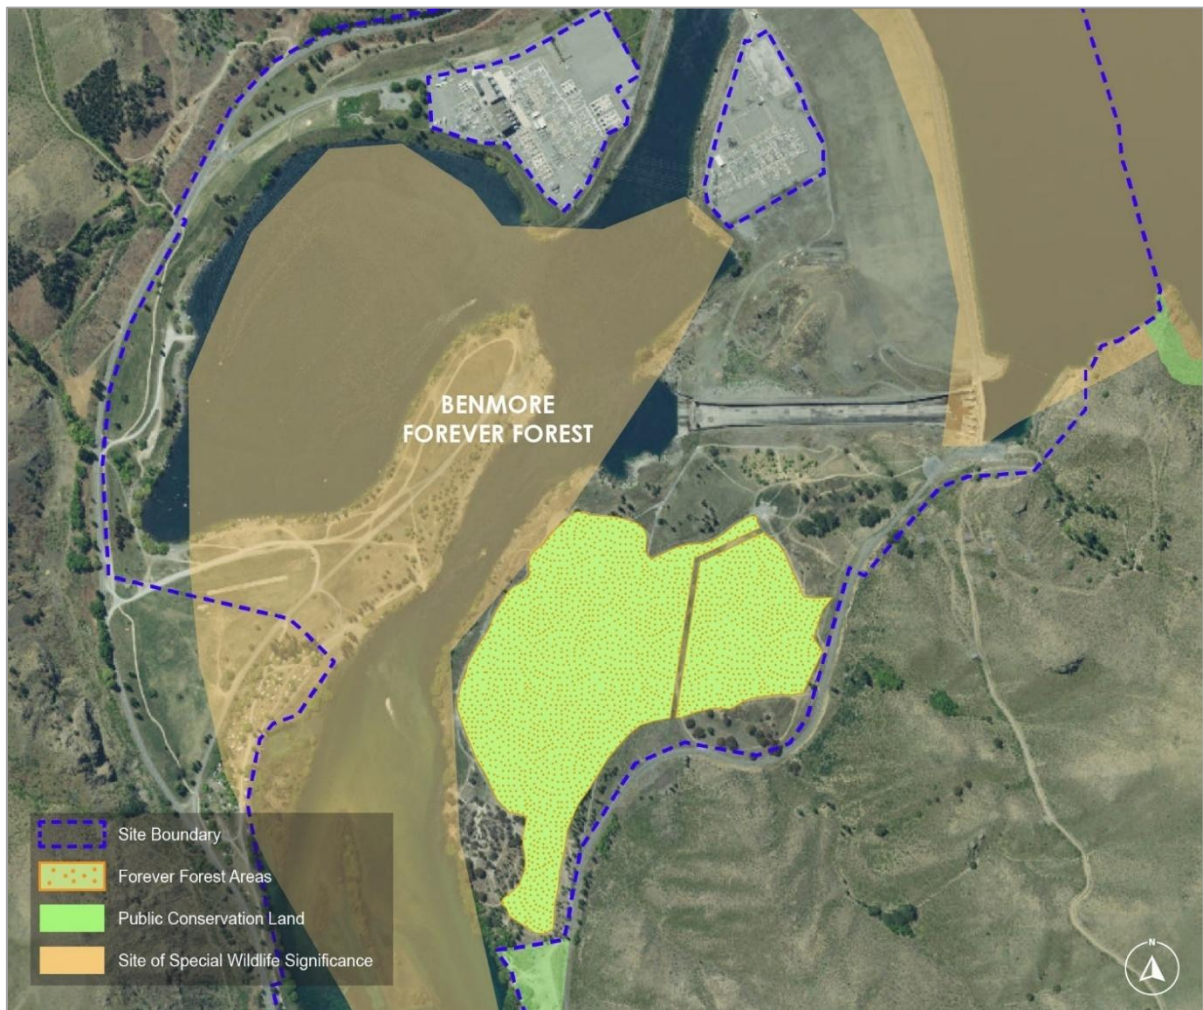 BENMORE
FOREVER FOREST
Site Boundary
Forever Forest Areas
Public Conservation Land
Site of Special Wildlife Significance
N